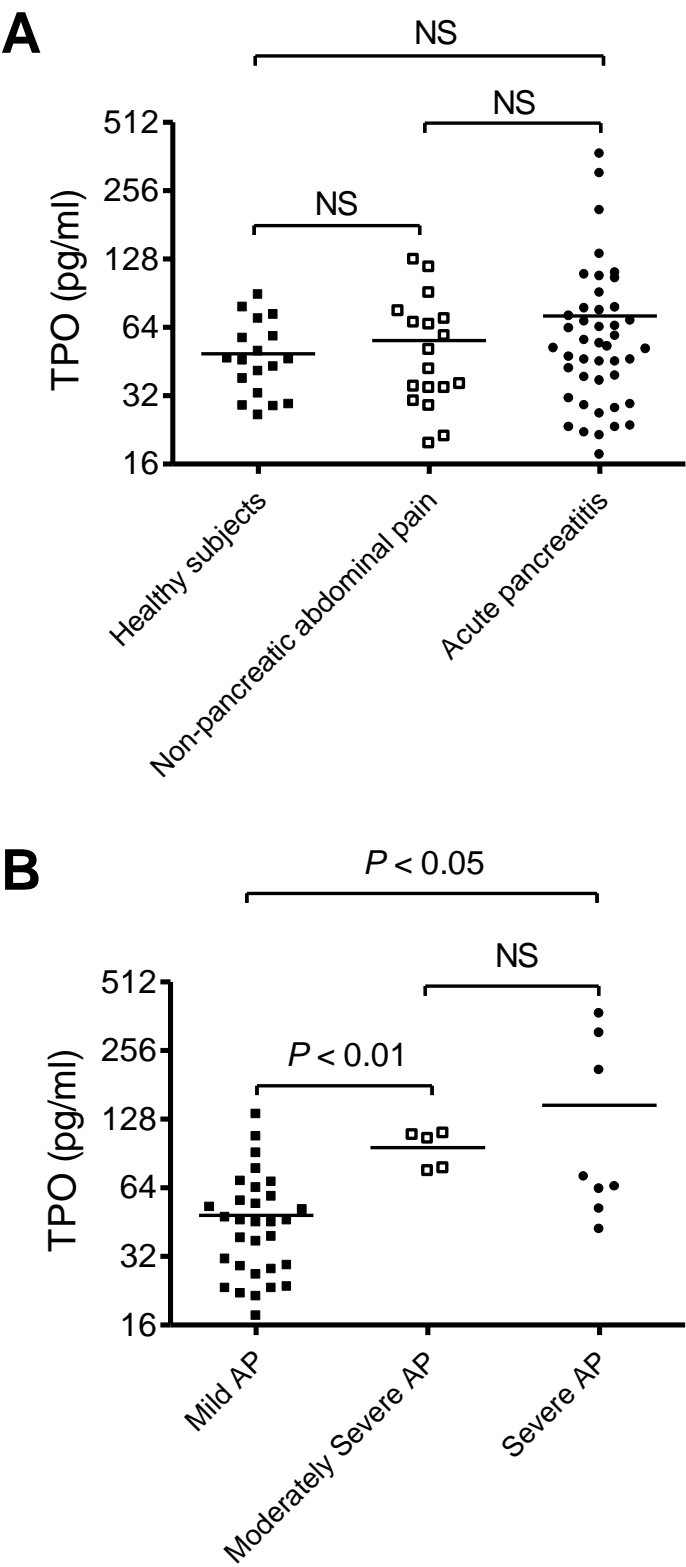 A
NS
NS
NS
TPO (pg/ml)
512
256
128
64
32
16
Healthy subjects
Non-pancreatic abdominal pain
Acute pancreatitis
B
P < 0.05
NS
P < 0.01
TPO (pg/ml)
512
256
128
64
32
16
Mild AP
Moderately Severe AP
Severe AP